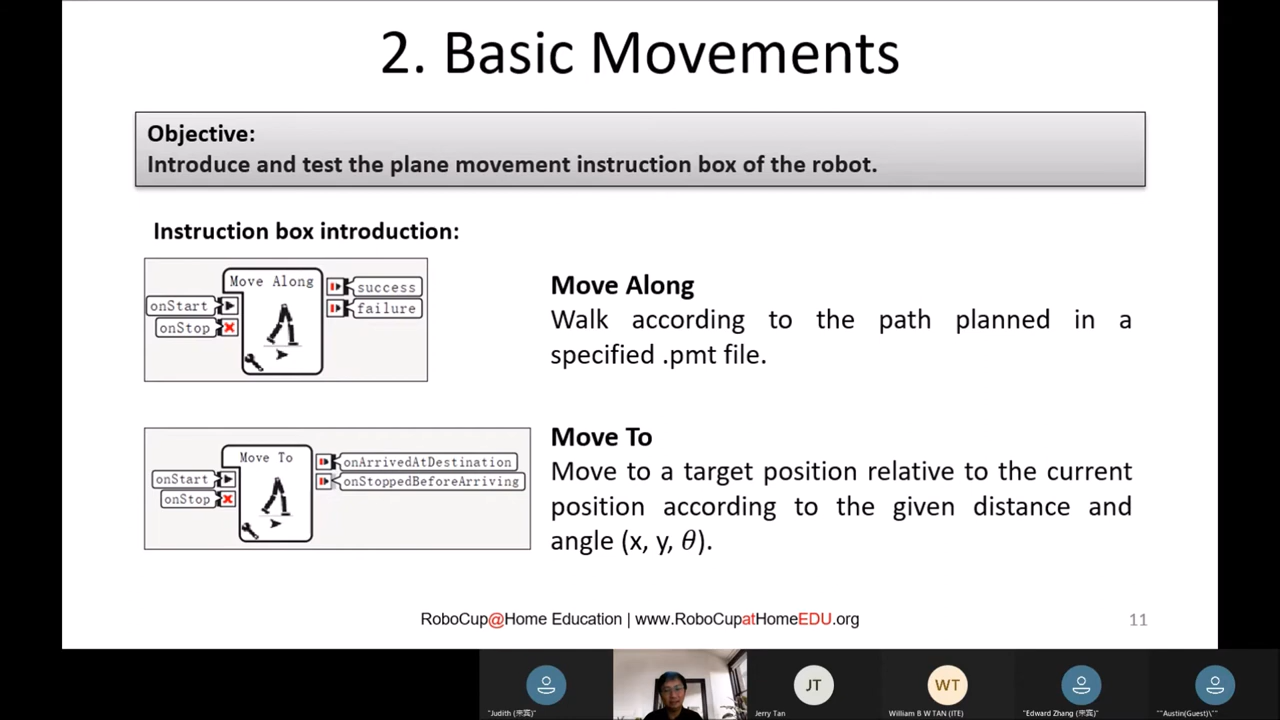 2. Basic Movements
Objective:
Introduce and test the plane movement instruction box of the robot.
Instruction box introduction:
Move Along
onStart
onStop
success
failure
Move Along
Walk according to the path planned in a
specified .pmt file.
Move To
onStart
onStop
onArrivedAtDestination
onStoppedBeforeArriving
Move To
Move to a target position relative to the current
position according to the given distance and
angle (x, y, θ).
RoboCup@Home Education | www.RoboCupatHomeEDU.org
11
JT
WT
"Judith (来宾)"
Jerry Tan
William B W TAN (ITE)
"Edward Zhang (来宾)"
""Austin(Guest)\""